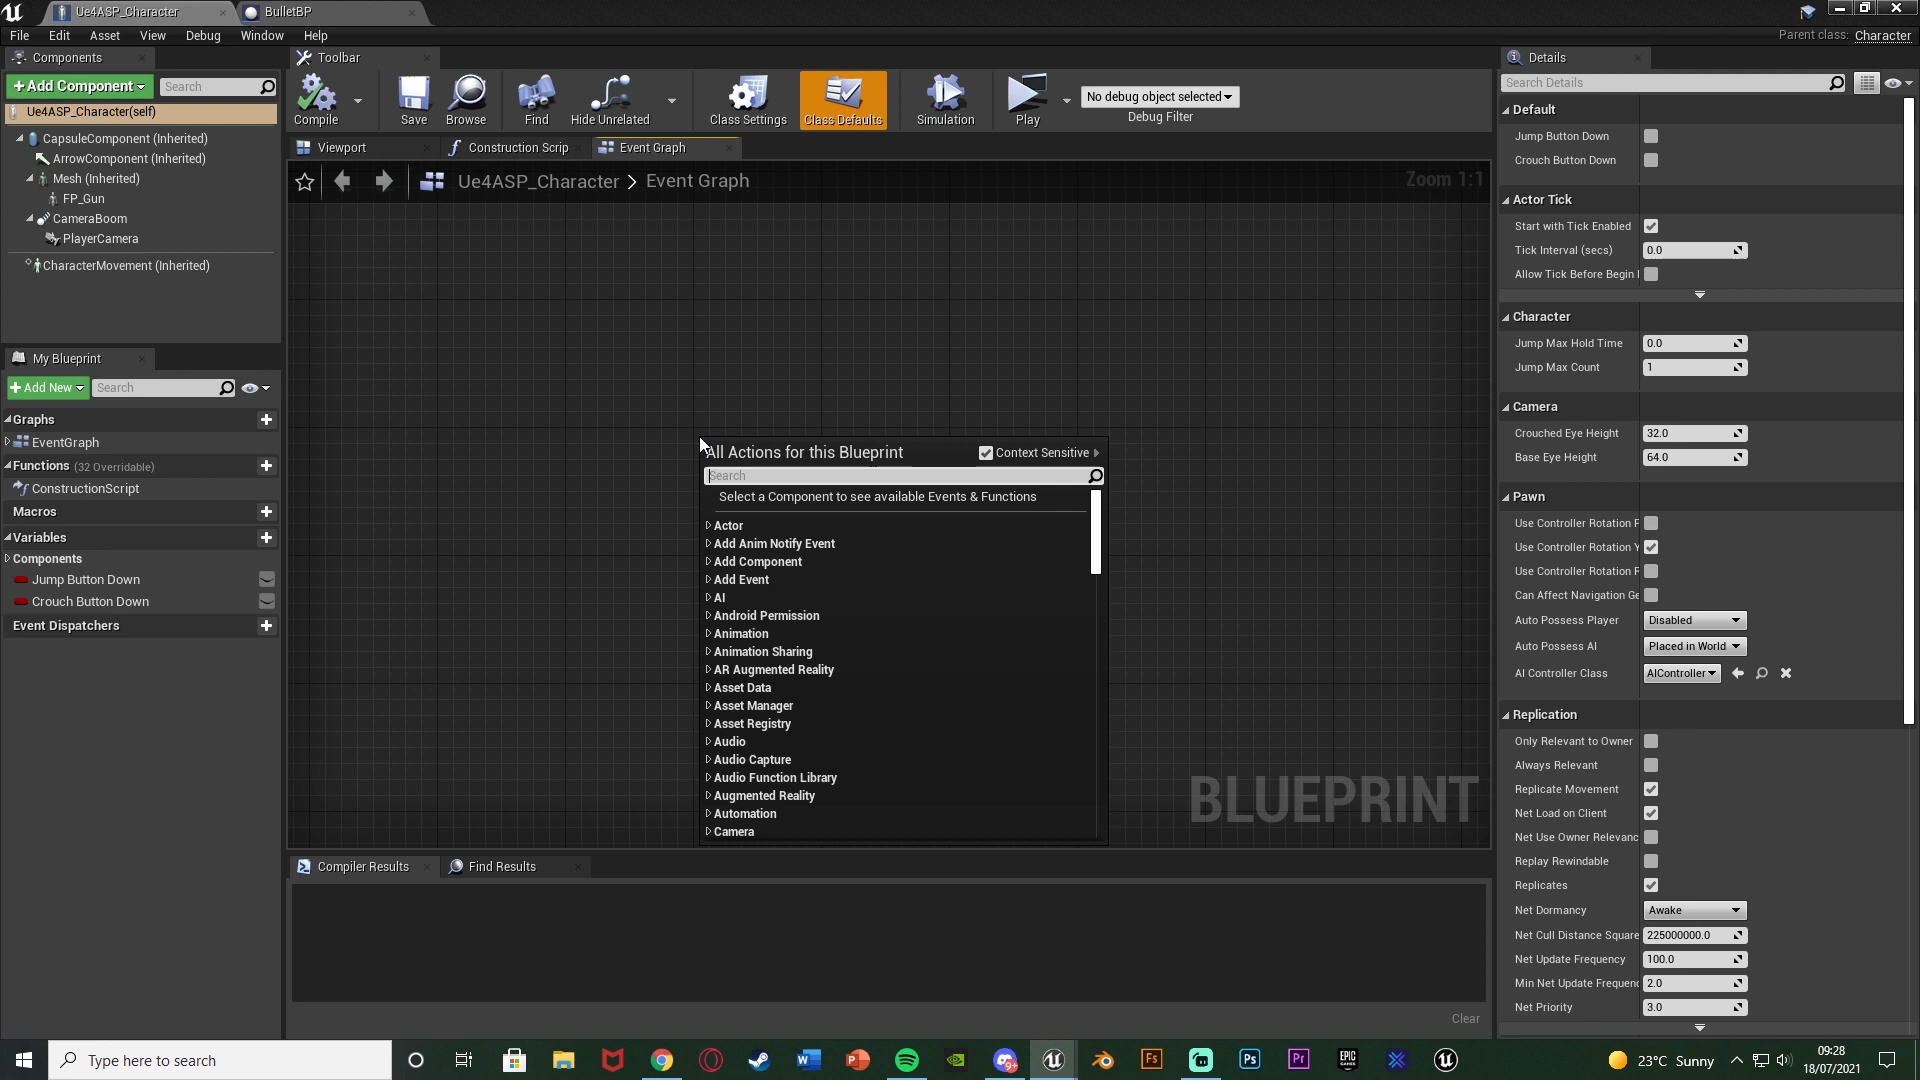 Ue4ASP_Character
BulletBP
File Edit Asset View Debug Window Help
Parent class: Character
Components
+Add Component
Search
Ue4ASP_Character(self)
CapsuleComponent (Inherited)
ArrowComponent (Inherited)
Mesh (Inherited)
FP_Gun
CameraBoom
PlayerCamera
CharacterMovement (Inherited)
My Blueprint
+Add New
Search
Graphs
EventGraph
Functions (32 Overridable)
ConstructionScript
Macros
Variables
Components
Jump Button Down
Crouch Button Down
Event Dispatchers
Toolbar
Compile
Save
Browse
Find
Hide Unrelated
Class Settings
Class Defaults
Simulation
Play
No debug object selected
Debug Filter
Viewport
Construction Scrip
Event Graph
Ue4ASP_Character > Event Graph
Zoom 1:1
All Actions for this Blueprint
Context Sensitive
Search
Select a Component to see available Events & Functions
Actor
Add Anim Notify Event
Add Component
Add Event
AI
Android Permission
Animation
Animation Sharing
AR Augmented Reality
Asset Data
Asset Manager
Asset Registry
Audio
Audio Capture
Audio Function Library
Augmented Reality
Automation
Camera
BLUEPRINT
Compiler Results
Find Results
Clear
Details
Search Details
Default
Jump Button Down
Crouch Button Down
Actor Tick
Start with Tick Enabled
Tick Interval (secs) 0.0
Allow Tick Before Begin
Character
Jump Max Hold Time 0.0
Jump Max Count 1
Camera
Crouched Eye Height 32.0
Base Eye Height 64.0
Pawn
Use Controller Rotation P
Use Controller Rotation Y
Use Controller Rotation R
Can Affect Navigation Ge
Auto Possess Player Disabled
Auto Possess AI Placed in World
AI Controller Class AIController
Replication
Only Relevant to Owner
Always Relevant
Replicate Movement
Net Load on Client
Net Use Owner Relevanc
Replay Rewindable
Replicates
Net Dormancy Awake
Net Cull Distance Square 225000000.0
Net Update Frequency 100.0
Min Net Update Frequenc 2.0
Net Priority 3.0
Type here to search
W
P
9+
Fs
Ps
Pr
EPIC GAMES
23°C Sunny
09:28
18/07/2021